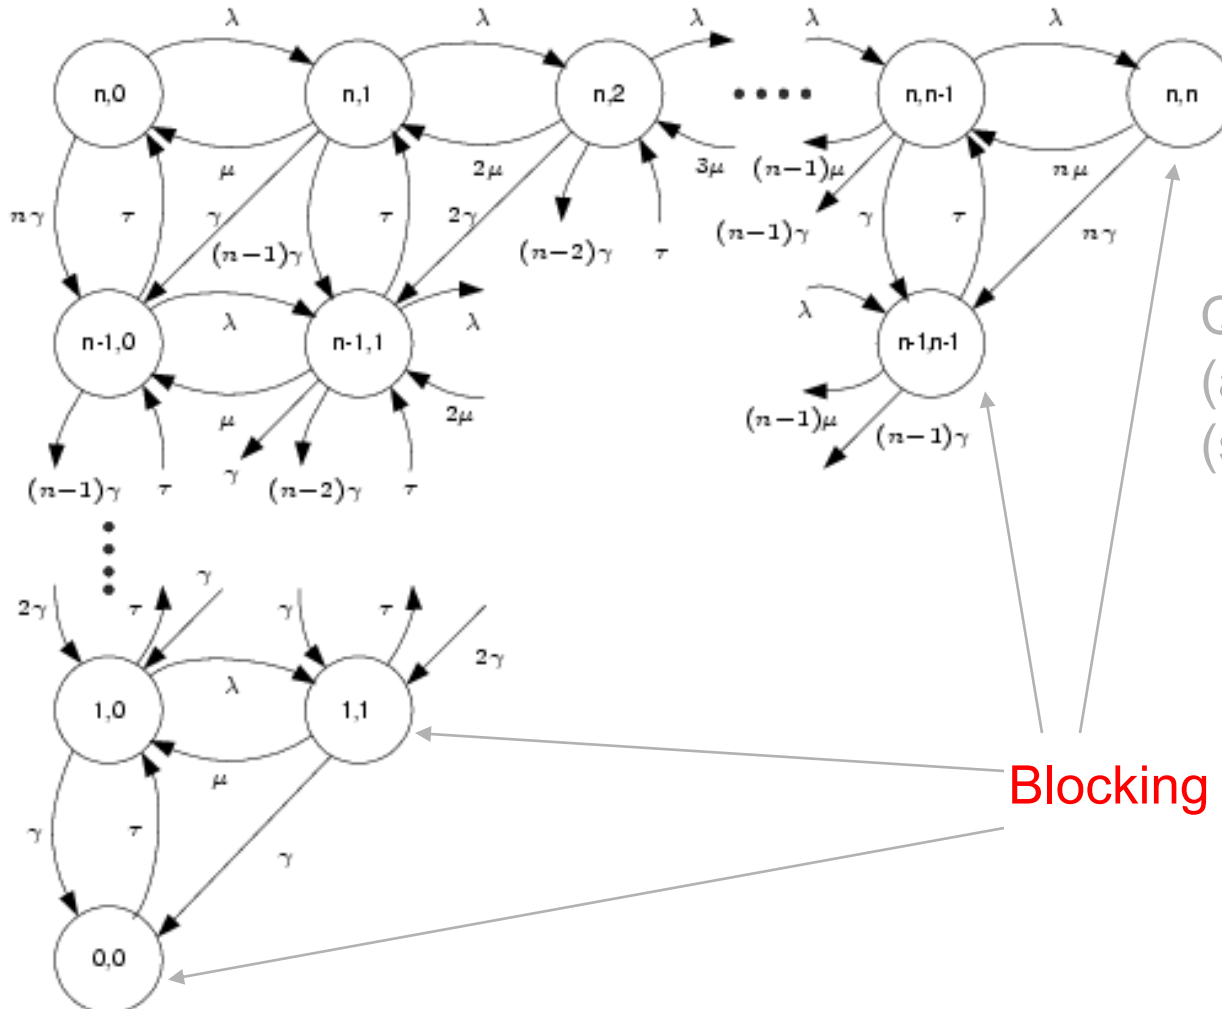 λ λ λ λ λ
n,0 n,1 n,2 n,n-1 n,n
μ 2μ 3μ (n−1)μ nμ
nγ τ γ τ 2γ γ τ nγ
(n−1)γ (n−2)γ τ (n−1)γ
λ λ λ
n-1,0 n-1,1 n-1,n-1
μ 2μ (n−1)μ (n−1)γ
(n−1)γ τ γ (n−2)γ τ
2γ τ γ γ τ 2γ
λ
1,0 1,1
μ
Blocking
γ τ γ
0,0